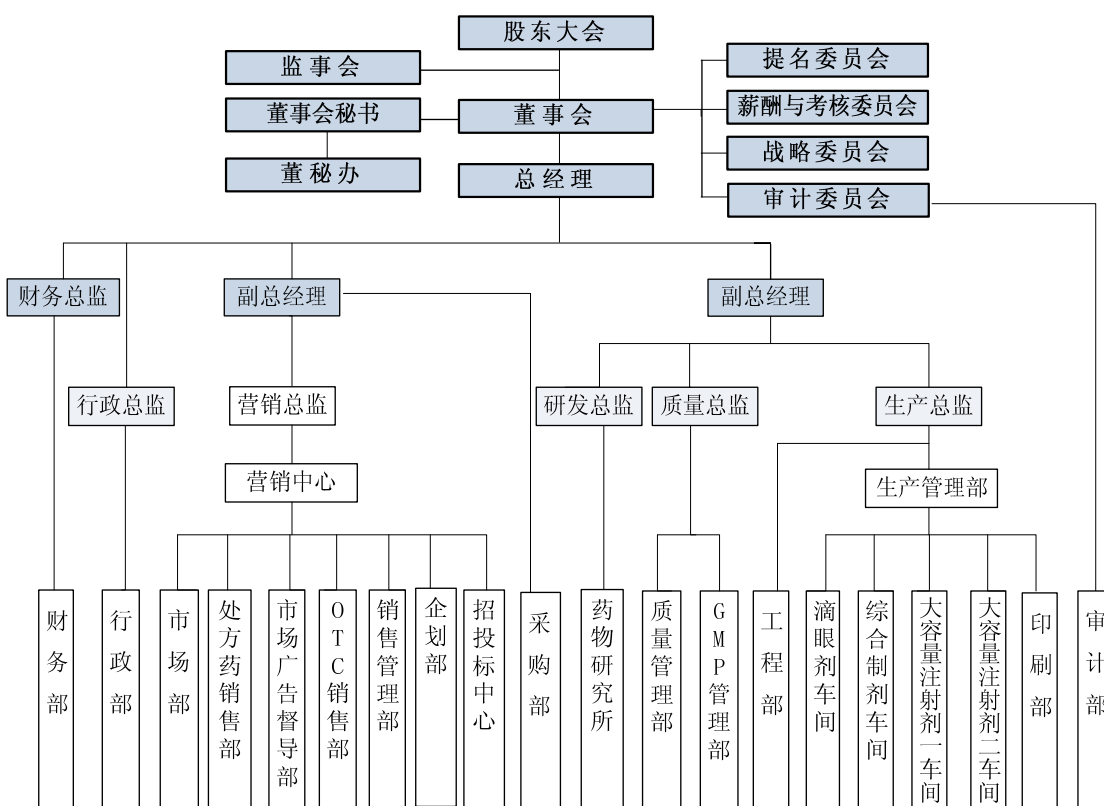 股东大会
监事会
提名委员会
董事会秘书
董事会
薪酬与考核委员会
战略委员会
董秘办
总经理
审计委员会
财务总监
副总经理
副总经理
行政总监
营销总监
研发总监
质量总监
生产总监
营销中心
生产管理部
财务部
行政部
市场部
处方药销售部
市场广告督导部
OTC销售部
销售管理部
企划部
招投标中心
采购部
药物研究所
质量管理部
GMP管理部
工程部
滴眼剂车间
综合制剂车间
大容量注射剂一车间
大容量注射剂二车间
印刷部
审计部